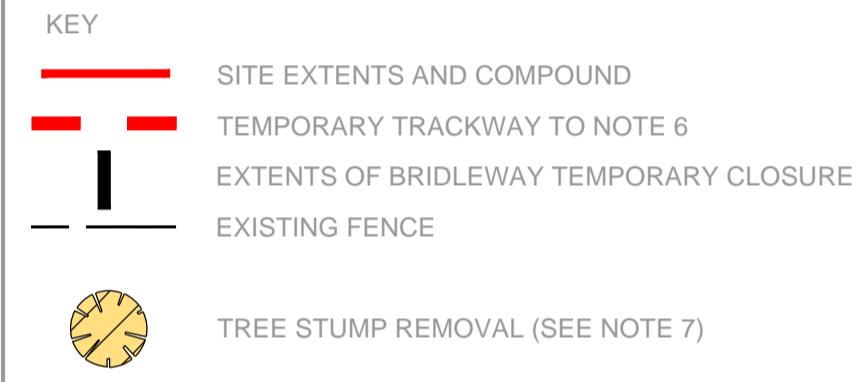 KEY
SITE EXTENTS AND COMPOUND
TEMPORARY TRACKWAY TO NOTE 6
EXTENTS OF BRIDLEWAY TEMPORARY CLOSURE
EXISTING FENCE
TREE STUMP REMOVAL (SEE NOTE 7)